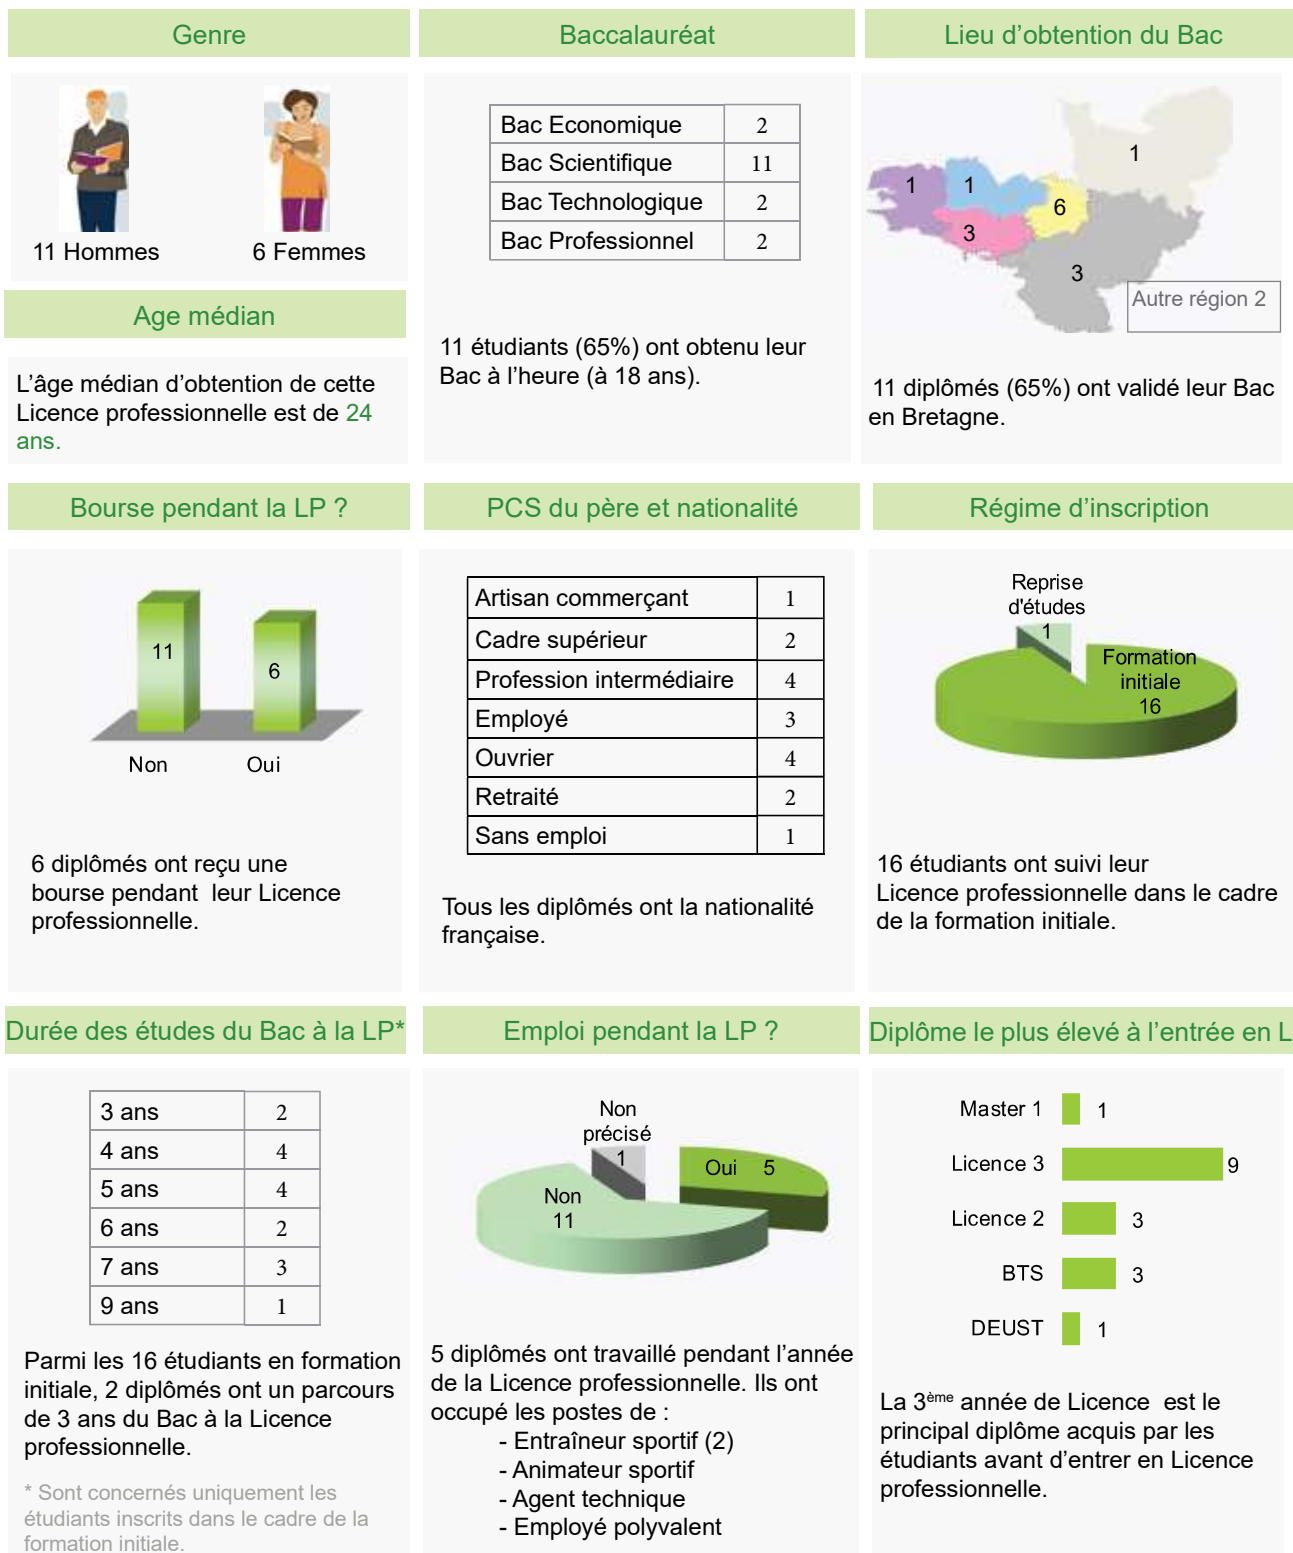 Genre
11 Hommes
6 Femmes
Age médian
L'âge médian d'obtention de cette
Licence professionnelle est de 24
ans.
Baccalauréat
Bac Economique 2
Bac Scientifique 11
Bac Technologique 2
Bac Professionnel 2
11 étudiants (65%) ont obtenu leur
Bac à l'heure (à 18 ans).
Lieu d'obtention du Bac
1
1
1
6
3
3
Autre région 2
11 diplômés (65%) ont validé leur Bac
en Bretagne.
Bourse pendant la LP ?
11
6
Non
Oui
6 diplômés ont reçu une
bourse pendant leur Licence
professionnelle.
PCS du père et nationalité
Artisan commerçant 1
Cadre supérieur 2
Profession intermédiaire 4
Employé 3
Ouvrier 4
Retraité 2
Sans emploi 1
Tous les diplômés ont la nationalité
française.
Régime d'inscription
Reprise
d'études
1
Formation
initiale
16
16 étudiants ont suivi leur
Licence professionnelle dans le cadre
de la formation initiale.
Durée des études du Bac à la LP*
3 ans 2
4 ans 4
5 ans 4
6 ans 2
7 ans 3
9 ans 1
Parmi les 16 étudiants en formation
initiale, 2 diplômés ont un parcours
de 3 ans du Bac à la Licence
professionnelle.
* Sont concernés uniquement les
étudiants inscrits dans le cadre de la
formation initiale.
Emploi pendant la LP ?
Non
précisé
1
Oui 5
Non
11
5 diplômés ont travaillé pendant l'année
de la Licence professionnelle. Ils ont
occupé les postes de :
- Entraîneur sportif (2)
- Animateur sportif
- Agent technique
- Employé polyvalent
Diplôme le plus élevé à l'entrée en L
Master 1 1
Licence 3 9
Licence 2 3
BTS 3
DEUST 1
La 3ème année de Licence est le
principal diplôme acquis par les
étudiants avant d'entrer en Licence
professionnelle.